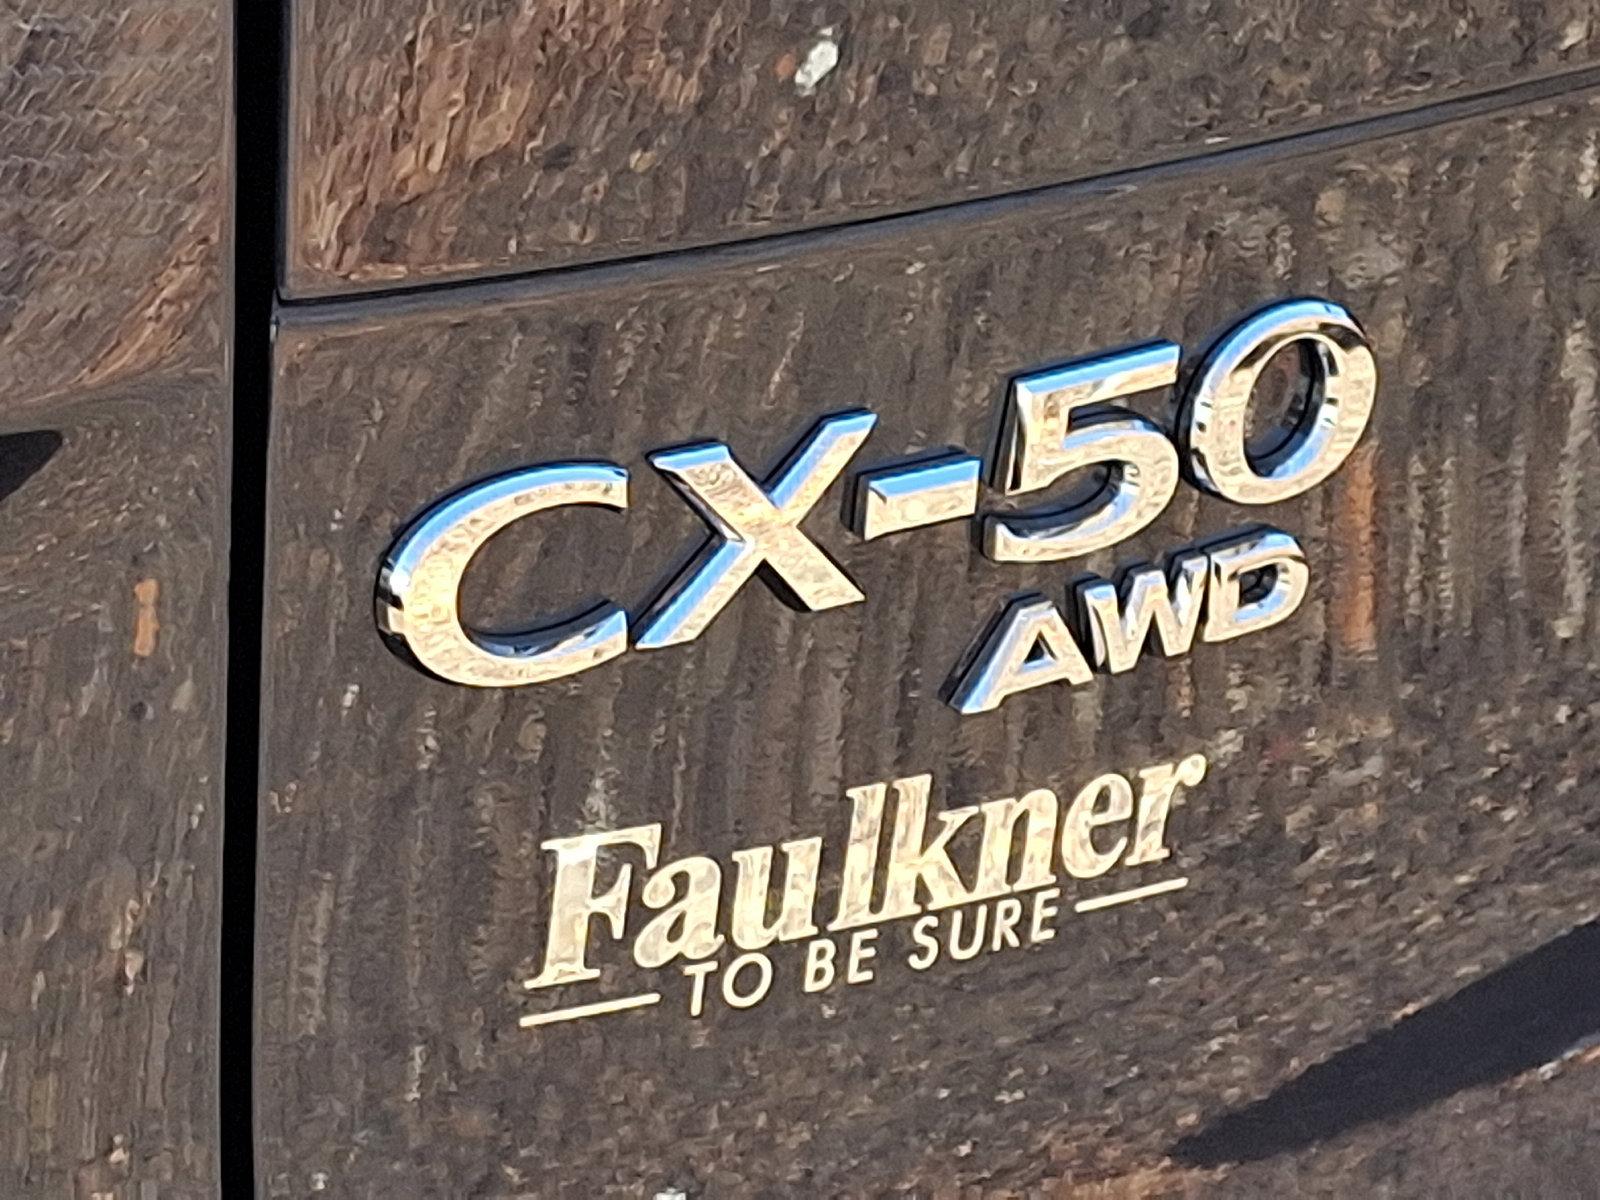 CX-50
AWD
Faulkner
TO BE SURE